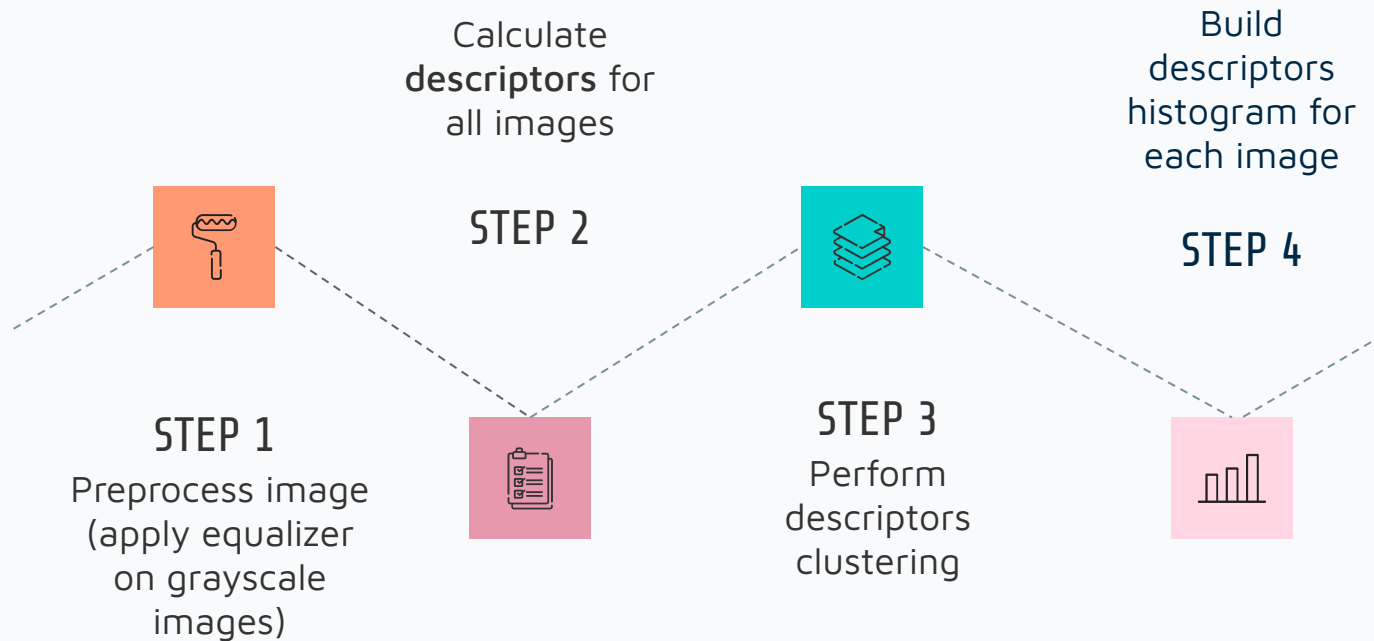 STEP 1
Preprocess image
(apply equalizer
on grayscale
images)
Calculate
descriptors for
all images
STEP 2
STEP 3
Perform
descriptors
clustering
Build
descriptors
histogram for
each image
STEP 4